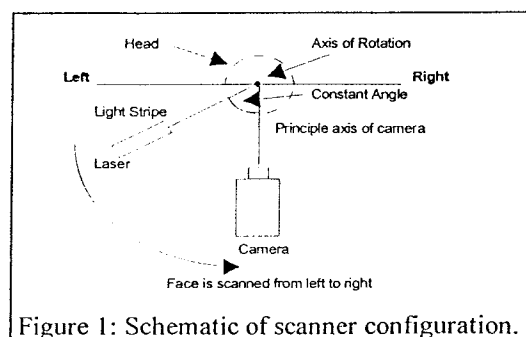 Head
Axis of Rotation
Left
Right
Constant Angle
Light Stripe
Principle axis of camera
Laser
Camera
Face is scanned from left to right
Figure 1: Schematic of scanner configuration.